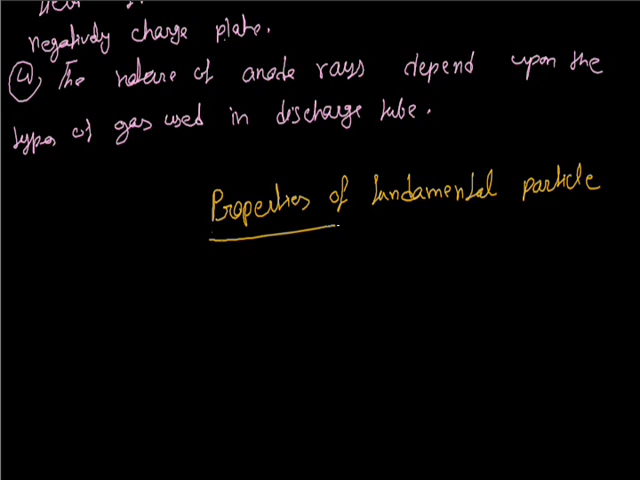 negatively charge plate.
4) The nature of anode rays depend upon the
types of gas used in discharge tube.
Properties of fundamental particle